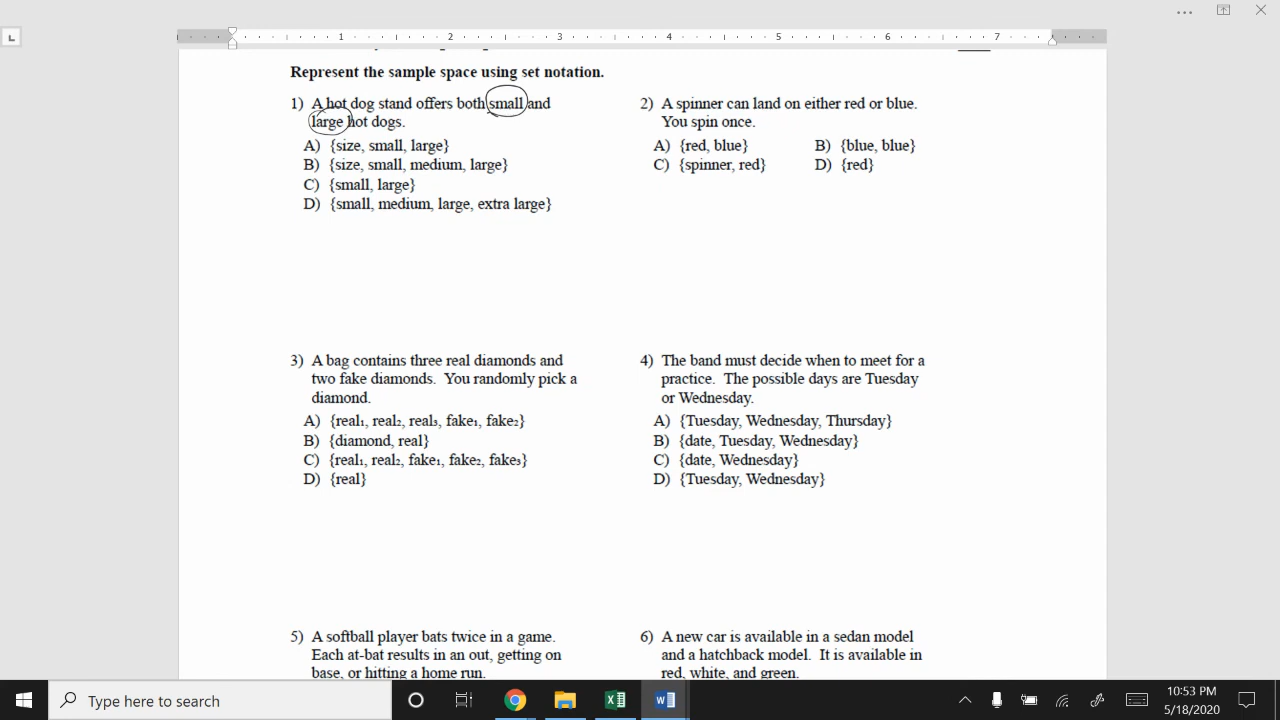 1 2 3 4 5 6 7
Represent the sample space using set notation.
1) A hot dog stand offers both small and
large hot dogs.
A) {size, small, large}
B) {size, small, medium, large}
C) {small, large}
D) {small, medium, large, extra large}
2) A spinner can land on either red or blue.
You spin once.
A) {red, blue} B) {blue, blue}
C) {spinner, red} D) {red}
3) A bag contains three real diamonds and
two fake diamonds. You randomly pick a
diamond.
A) {real₁, real₂, real₃, fake₁, fake₂}
B) {diamond, real}
C) {real₁, real₂, fake₁, fake₂, fake₃}
D) {real}
4) The band must decide when to meet for a
practice. The possible days are Tuesday
or Wednesday.
A) {Tuesday, Wednesday, Thursday}
B) {date, Tuesday, Wednesday}
C) {date, Wednesday}
D) {Tuesday, Wednesday}
5) A softball player bats twice in a game.
Each at-bat results in an out, getting on
base, or hitting a home run.
6) A new car is available in a sedan model
and a hatchback model. It is available in
red, white, and green.
Type here to search
10:53 PM
5/18/2020